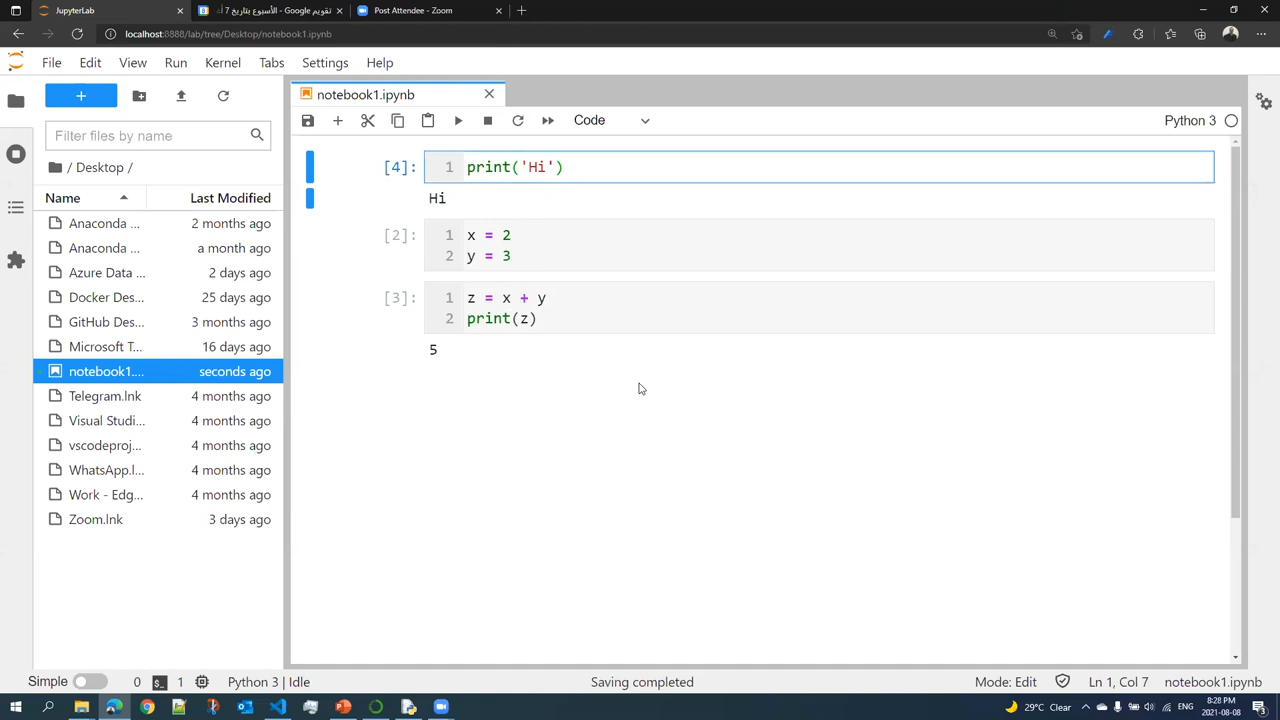 JupyterLab
تقويم Google - الأسبوع بتاريخ 7 أ
Post Attendee - Zoom
localhost:8888/lab/tree/Desktop/notebook1.ipynb
File Edit View Run Kernel Tabs Settings Help
notebook1.ipynb
Filter files by name
Code
Python 3
/ Desktop /
Name Last Modified
Anaconda ... 2 months ago
Anaconda ... a month ago
Azure Data ... 2 days ago
Docker Des... 25 days ago
GitHub Des... 3 months ago
Microsoft T... 16 days ago
notebook1.... seconds ago
Telegram.lnk 4 months ago
Visual Studi... 4 months ago
vscodeproj... 4 months ago
WhatsApp.l... 4 months ago
Work - Edg... 4 months ago
Zoom.lnk 3 days ago
[4]: 1 print('Hi')
Hi
[2]: 1 x = 2
2 y = 3
[3]: 1 z = x + y
2 print(z)
5
Simple 0 $_ 1 Python 3 | Idle Saving completed Mode: Edit Ln 1, Col 7 notebook1.ipynb
29°C Clear ENG 8:28 PM
2021-08-08 3